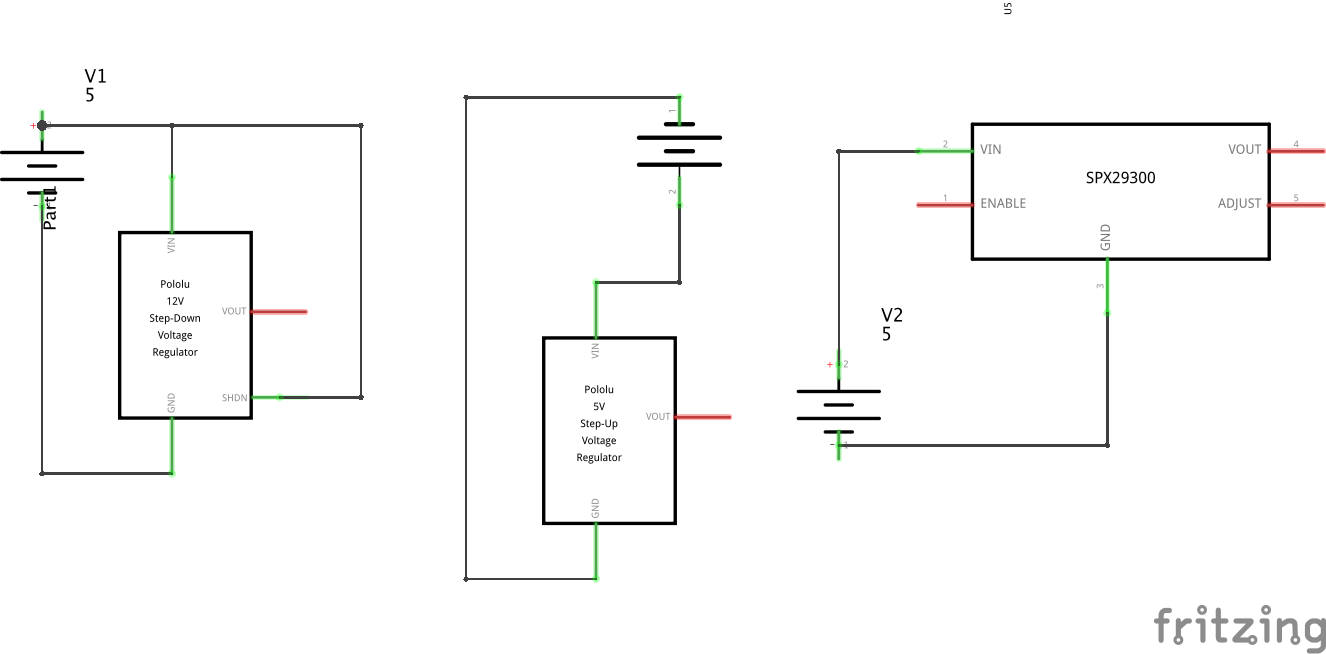 U5
V1
5
+
-
Part1
VIN
Pololu
12V
Step-Down
Voltage
Regulator
VOUT
SHDN
GND
1
2
VIN
Pololu
5V
Step-Up
Voltage
Regulator
VOUT
GND
V2
5
+ 2
- 1
2 VIN
1 ENABLE
SPX29300
VOUT 4
ADJUST 5
GND
3
fritzing